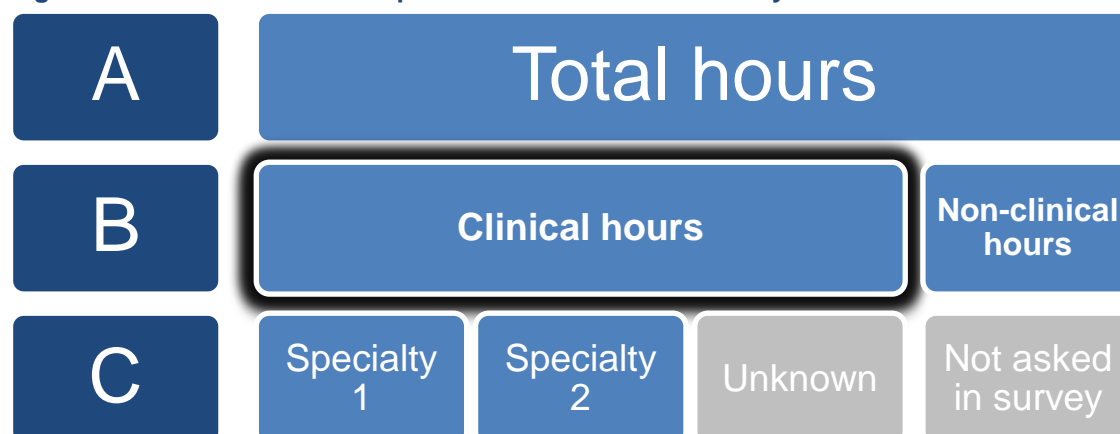 A
Total hours
B
Clinical hours
Non-clinical
hours
C
Specialty
1
Specialty
2
Unknown
Not asked
in survey